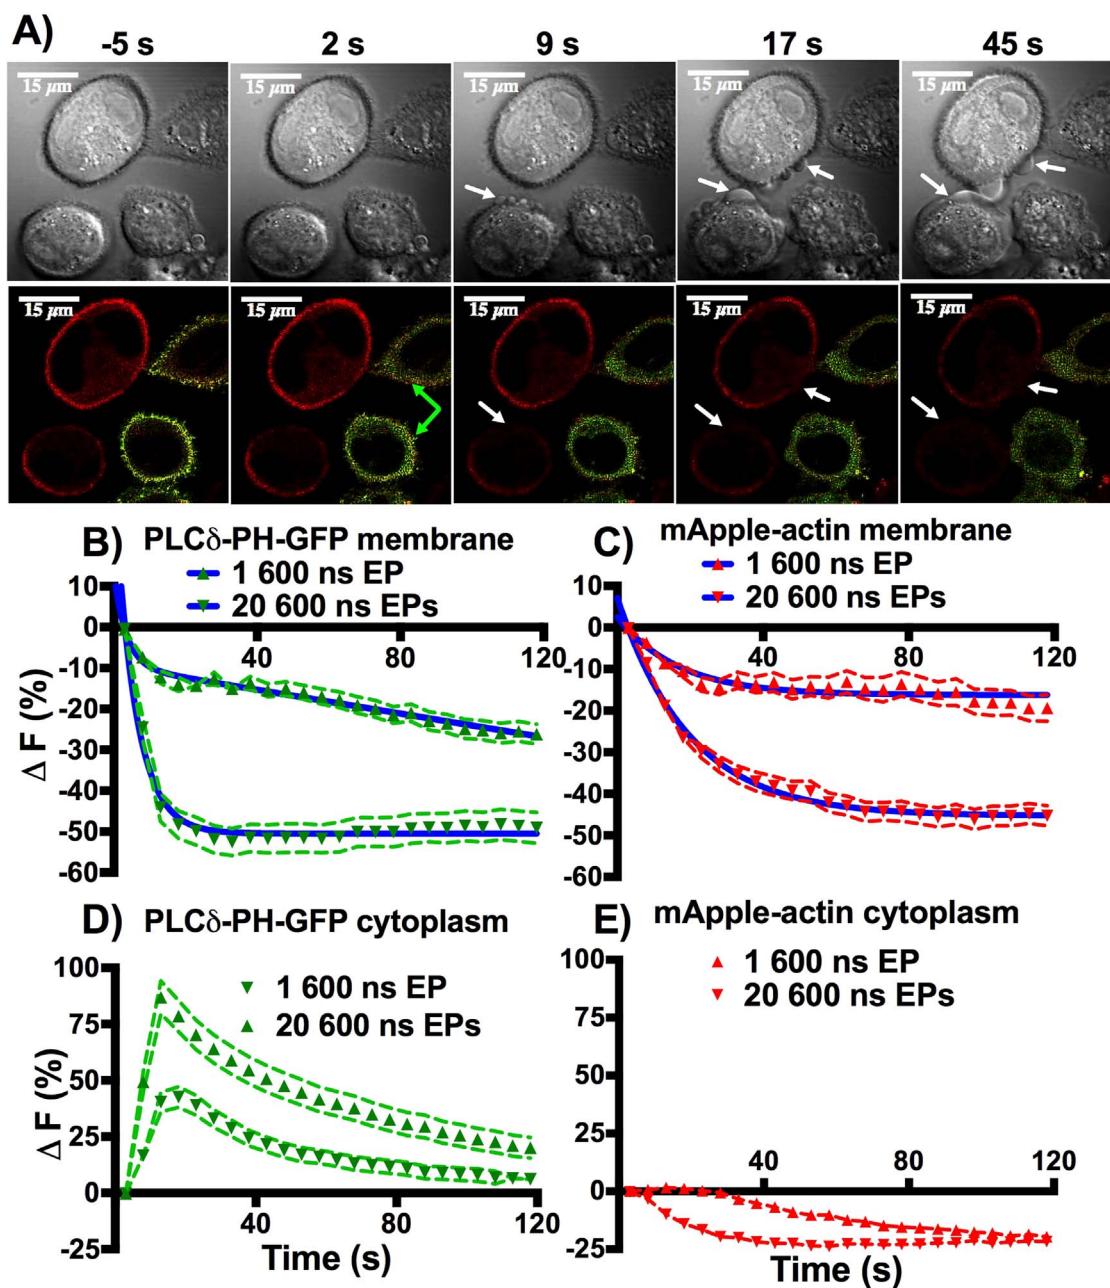 A)
-5 s 2 s 9 s 17 s 45 s
15 µm 15 µm 15 µm 15 µm 15 µm
15 µm 15 µm 15 µm 15 µm 15 µm
B) PLCδ-PH-GFP membrane
1 600 ns EP
20 600 ns EPs
10
0
-10
-20
-30
-40
-50
-60
40 80 120
Δ F (%)
C) mApple-actin membrane
1 600 ns EP
20 600 ns EPs
10
0
-10
-20
-30
-40
-50
-60
40 80 120
D) PLCδ-PH-GFP cytoplasm
1 600 ns EP
20 600 ns EPs
100
75
50
25
0
-25
40 80 120
Δ F (%)
Time (s)
E) mApple-actin cytoplasm
1 600 ns EP
20 600 ns EPs
100
75
50
25
0
-25
40 80 120
Time (s)